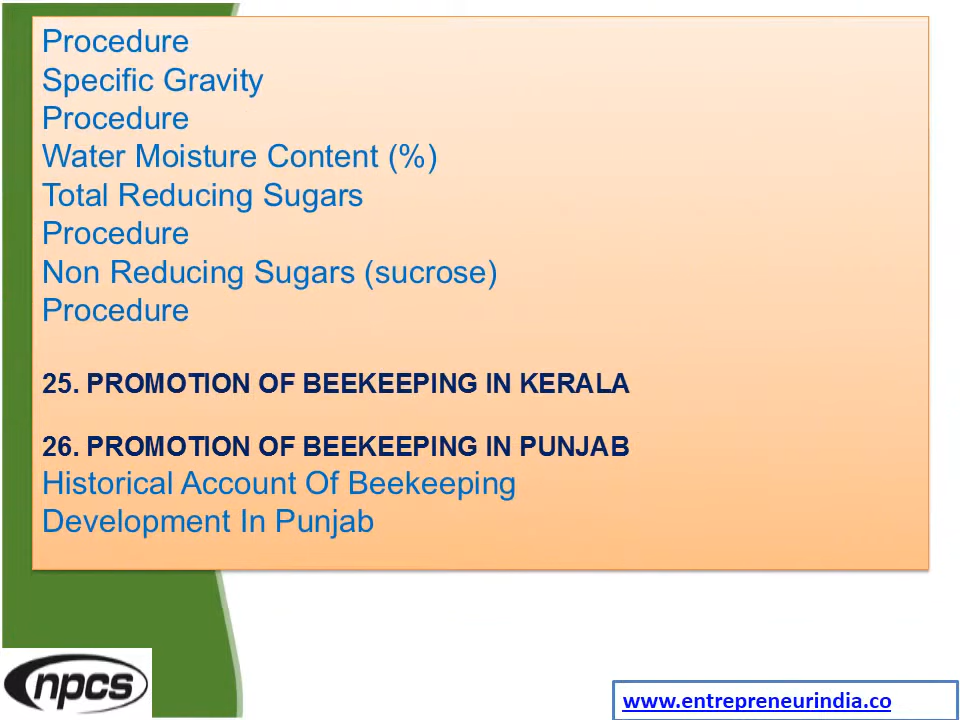 Procedure
Specific Gravity
Procedure
Water Moisture Content (%)
Total Reducing Sugars
Procedure
Non Reducing Sugars (sucrose)
Procedure
25. PROMOTION OF BEEKEEPING IN KERALA
26. PROMOTION OF BEEKEEPING IN PUNJAB
Historical Account Of Beekeeping
Development In Punjab
npcs
www.entrepreneurindia.co